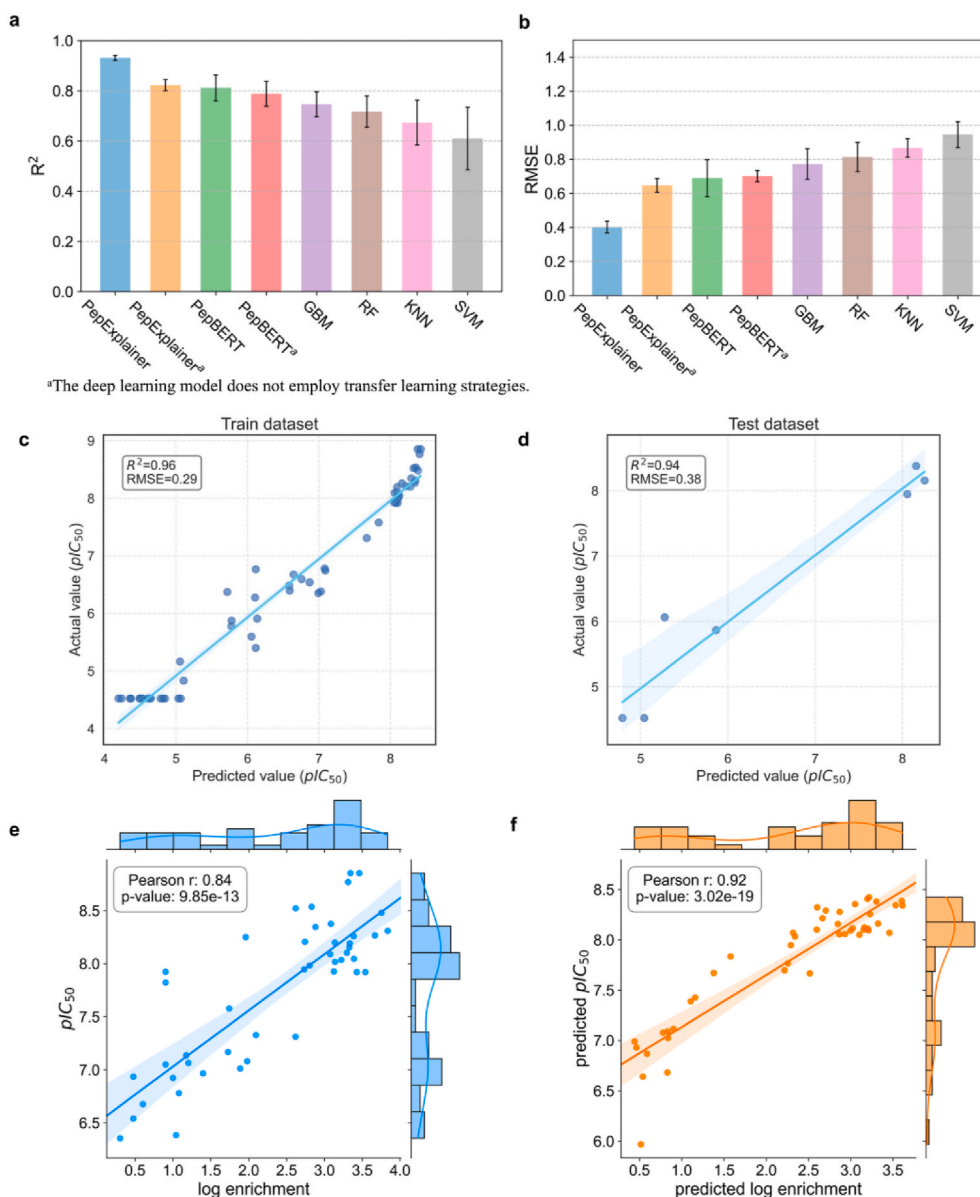 a
1.0
0.8
0.6
0.4
0.2
0.0
R²
PepExplainer
PepExplainerᵃ
PepBERT
PepBERTᵃ
GBM
RF
KNN
SVM
b
1.4
1.2
1.0
0.8
0.6
0.4
0.2
0.0
RMSE
PepExplainer
PepExplainerᵃ
PepBERT
PepBERTᵃ
GBM
RF
KNN
SVM
ᵃThe deep learning model does not employ transfer learning strategies.
c
Train dataset
R²=0.96
RMSE=0.29
9
8
7
6
5
4
Actual value (pIC₅₀)
4 5 6 7 8
Predicted value (pIC₅₀)
d
Test dataset
R²=0.94
RMSE=0.38
8
7
6
5
Actual value (pIC₅₀)
5 6 7 8
Predicted value (pIC₅₀)
e
Pearson r: 0.84
p-value: 9.85e-13
8.5
8.0
7.5
7.0
6.5
pIC₅₀
0.5 1.0 1.5 2.0 2.5 3.0 3.5 4.0
log enrichment
f
Pearson r: 0.92
p-value: 3.02e-19
8.5
8.0
7.5
7.0
6.5
6.0
predicted pIC₅₀
0.5 1.0 1.5 2.0 2.5 3.0 3.5
predicted log enrichment